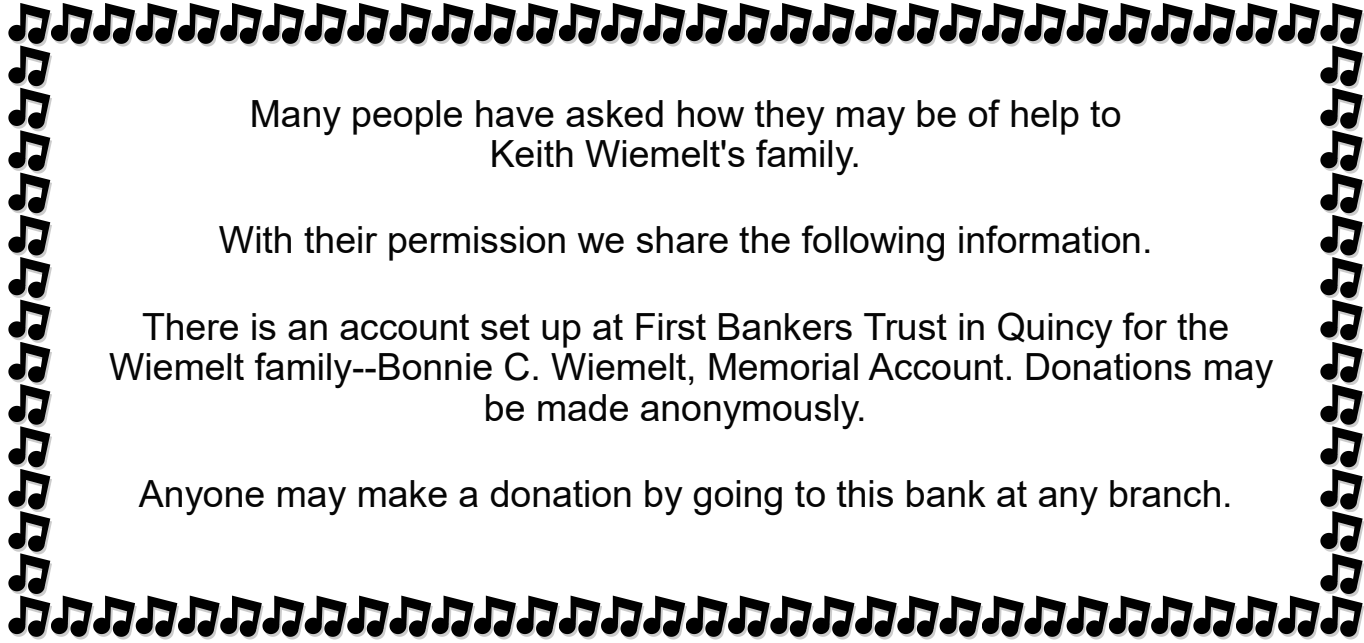 Many people have asked how they may be of help to
Keith Wiemelt's family.
With their permission we share the following information.
There is an account set up at First Bankers Trust in Quincy for the
Wiemelt family--Bonnie C. Wiemelt, Memorial Account. Donations may
be made anonymously.
Anyone may make a donation by going to this bank at any branch.